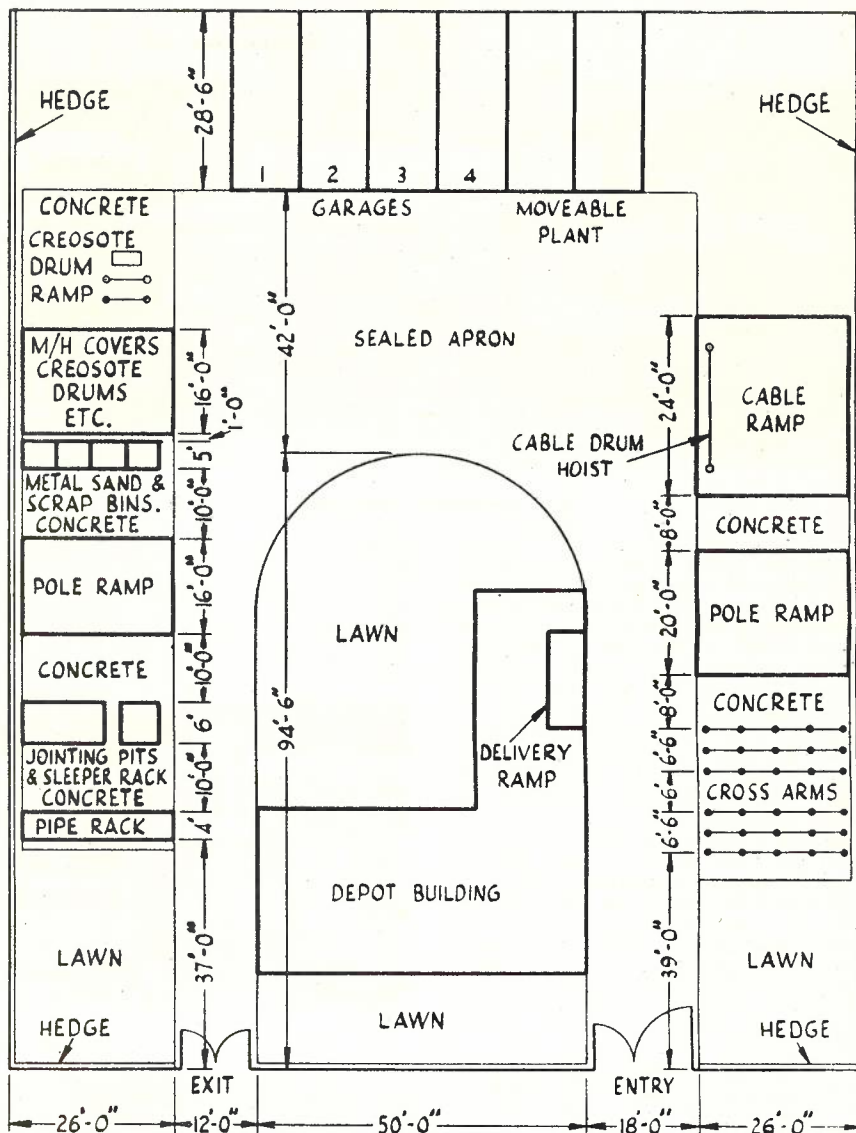 HEDGE
28'-6"
HEDGE
1
2
3
4
GARAGES
MOVEABLE
PLANT
CONCRETE
CREOSOTE
DRUM
RAMP
42'-0"
SEALED APRON
M/H COVERS
CREOSOTE
DRUMS
ETC.
16'-0"
1'-0"
24'-0"
CABLE
RAMP
CABLE DRUM
HOIST
5'
METAL SAND &
SCRAP BINS.
CONCRETE
10'-0"
8'-0"
CONCRETE
POLE RAMP
16'-0"
LAWN
20'-0"
POLE RAMP
CONCRETE
10'-0"
94'-6"
8'-0"
CONCRETE
6'
DELIVERY
RAMP
6'-6"
JOINTING PITS
& SLEEPER RACK
CONCRETE
10'-0"
6'
CROSS ARMS
PIPE RACK
4'
6'-6"
DEPOT BUILDING
LAWN
37'-0"
39'-0"
LAWN
LAWN
HEDGE
HEDGE
EXIT
ENTRY
26'-0"
12'-0"
50'-0"
18'-0"
26'-0"